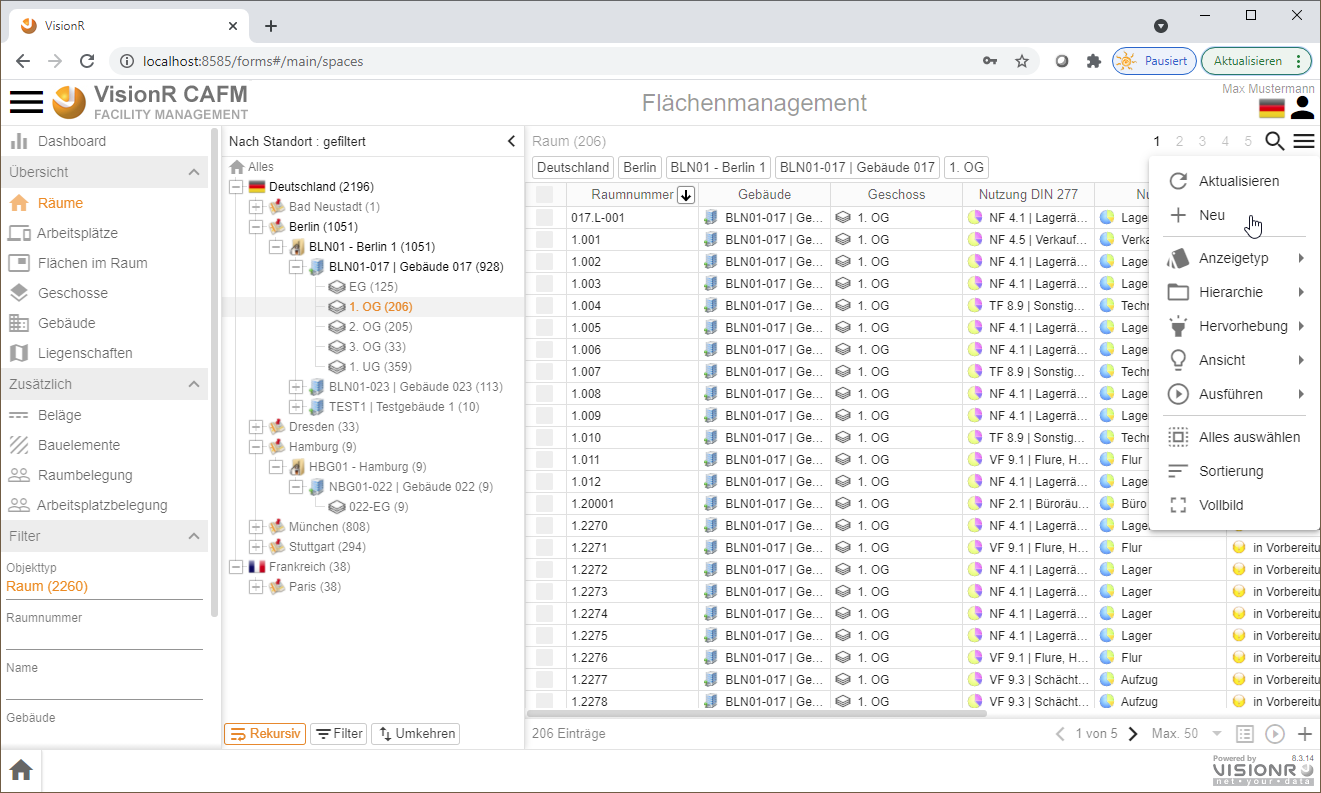 VisionR
localhost:8585/forms#/main/spaces
Pausiert
Aktualisieren
VisionR CAFM
FACILITY MANAGEMENT
Flächenmanagement
Max Mustermann
Dashboard
Übersicht
Räume
Arbeitsplätze
Flächen im Raum
Geschosse
Gebäude
Liegenschaften
Zusätzlich
Beläge
Bauelemente
Raumbelegung
Arbeitsplatzbelegung
Filter
Objekttyp
Raum (2260)
Raumnummer
Name
Gebäude
Nach Standort : gefiltert
Alles
Deutschland (2196)
Bad Neustadt (1)
Berlin (1051)
BLN01 - Berlin 1 (1051)
BLN01-017 | Gebäude 017 (928)
EG (125)
1. OG (206)
2. OG (205)
3. OG (33)
1. UG (359)
BLN01-023 | Gebäude 023 (113)
TEST1 | Testgebäude 1 (10)
Dresden (33)
Hamburg (9)
HBG01 - Hamburg (9)
NBG01-022 | Gebäude 022 (9)
022-EG (9)
München (808)
Stuttgart (294)
Frankreich (38)
Paris (38)
Rekursiv Filter Umkehren
Raum (206)
1 2 3 4 5
Deutschland Berlin BLN01 - Berlin 1 BLN01-017 | Gebäude 017 1. OG
Raumnummer Gebäude Geschoss Nutzung DIN 277 Nu
017.L-001 BLN01-017 | Ge... 1. OG NF 4.1 | Lagerrä... Lager
1.001 BLN01-017 | Ge... 1. OG NF 4.5 | Verkauf... Verka
1.002 BLN01-017 | Ge... 1. OG NF 4.1 | Lagerrä... Lage
1.003 BLN01-017 | Ge... 1. OG NF 4.1 | Lagerrä... Lage
1.004 BLN01-017 | Ge... 1. OG TF 8.9 | Sonstig... Techn
1.005 BLN01-017 | Ge... 1. OG NF 4.1 | Lagerrä... Lage
1.006 BLN01-017 | Ge... 1. OG NF 4.1 | Lagerrä... Lage
1.007 BLN01-017 | Ge... 1. OG TF 8.9 | Sonstig... Techn
1.008 BLN01-017 | Ge... 1. OG NF 4.1 | Lagerrä... Lage
1.009 BLN01-017 | Ge... 1. OG NF 4.1 | Lagerrä... Lage
1.010 BLN01-017 | Ge... 1. OG TF 8.9 | Sonstig... Techn
1.011 BLN01-017 | Ge... 1. OG VF 9.1 | Flure, H... Flur
1.012 BLN01-017 | Ge... 1. OG NF 4.1 | Lagerrä... Lage
1.20001 BLN01-017 | Ge... 1. OG NF 2.1 | Büroräu... Büro
1.2270 BLN01-017 | Ge... 1. OG NF 4.1 | Lagerrä... Lage
1.2271 BLN01-017 | Ge... 1. OG VF 9.1 | Flure, H... Flur in Vorbereitu
1.2272 BLN01-017 | Ge... 1. OG NF 4.1 | Lagerrä... Lager in Vorbereitu
1.2273 BLN01-017 | Ge... 1. OG NF 4.1 | Lagerrä... Lager in Vorbereitu
1.2274 BLN01-017 | Ge... 1. OG NF 4.1 | Lagerrä... Lager in Vorbereitu
1.2275 BLN01-017 | Ge... 1. OG NF 4.1 | Lagerrä... Lager in Vorbereitu
1.2276 BLN01-017 | Ge... 1. OG VF 9.1 | Flure, H... Flur in Vorbereitu
1.2277 BLN01-017 | Ge... 1. OG VF 9.3 | Schächt... Aufzug in Vorbereitu
1.2278 BLN01-017 | Ge... 1. OG VF 9.3 | Schächt... Aufzug in Vorbereitu
Aktualisieren
Neu
Anzeigetyp
Hierarchie
Hervorhebung
Ansicht
Ausführen
Alles auswählen
Sortierung
Vollbild
206 Einträge
1 von 5
Max. 50
Powered by 8.3.14
VISIONR
net • your • data